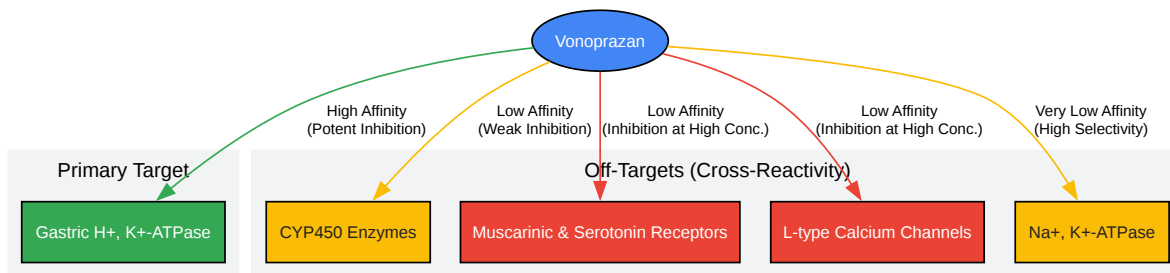 Vonoprazan
High Affinity
(Potent Inhibition)
Low Affinity
(Weak Inhibition)
Low Affinity
(Inhibition at High Conc.)
Low Affinity
(Inhibition at High Conc.)
Very Low Affinity
(High Selectivity)
Primary Target
Off-Targets (Cross-Reactivity)
Gastric H+, K+-ATPase
CYP450 Enzymes
Muscarinic & Serotonin Receptors
L-type Calcium Channels
Na+, K+-ATPase